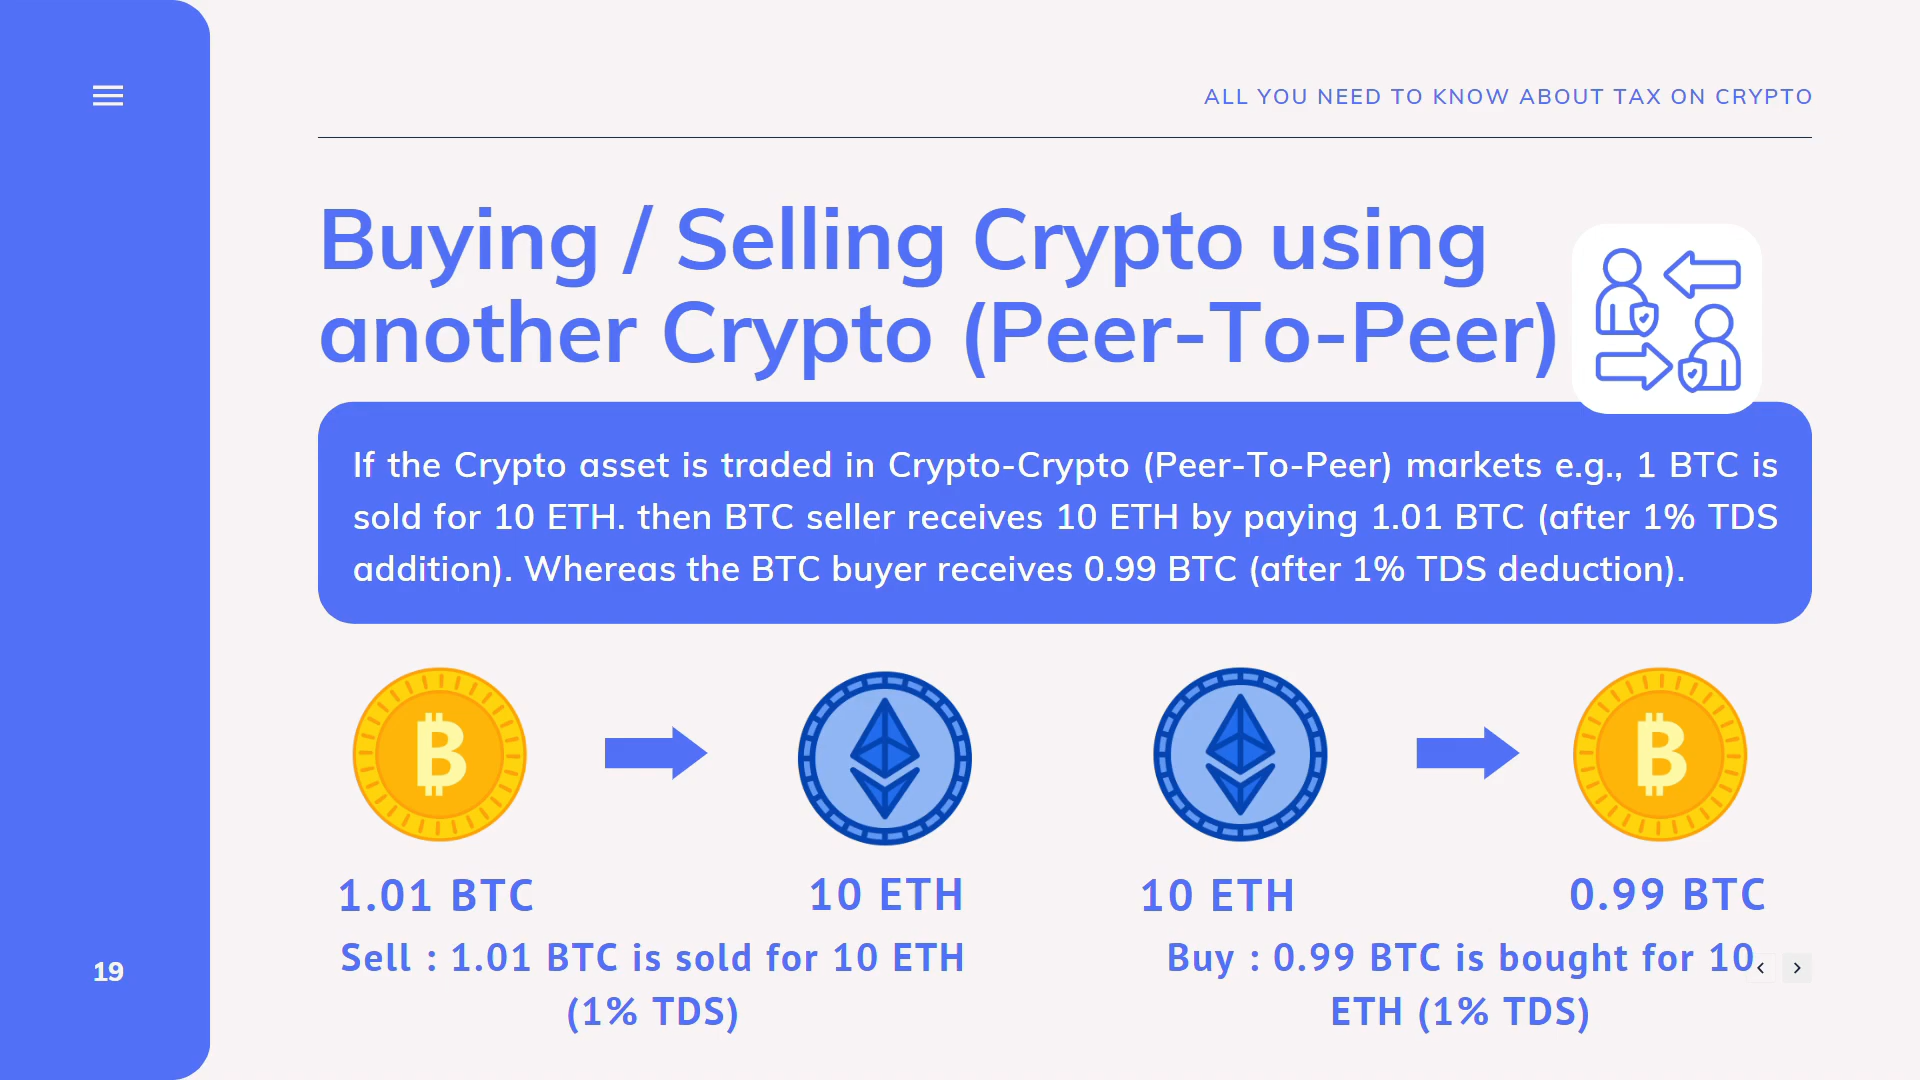 ALL YOU NEED TO KNOW ABOUT TAX ON CRYPTO
Buying / Selling Crypto using
another Crypto (Peer-To-Peer)
If the Crypto asset is traded in Crypto-Crypto (Peer-To-Peer) markets e.g., 1 BTC is
sold for 10 ETH. then BTC seller receives 10 ETH by paying 1.01 BTC (after 1% TDS
addition). Whereas the BTC buyer receives 0.99 BTC (after 1% TDS deduction).
1.01 BTC
10 ETH
10 ETH
0.99 BTC
Sell : 1.01 BTC is sold for 10 ETH
(1% TDS)
Buy : 0.99 BTC is bought for 10
ETH (1% TDS)
19